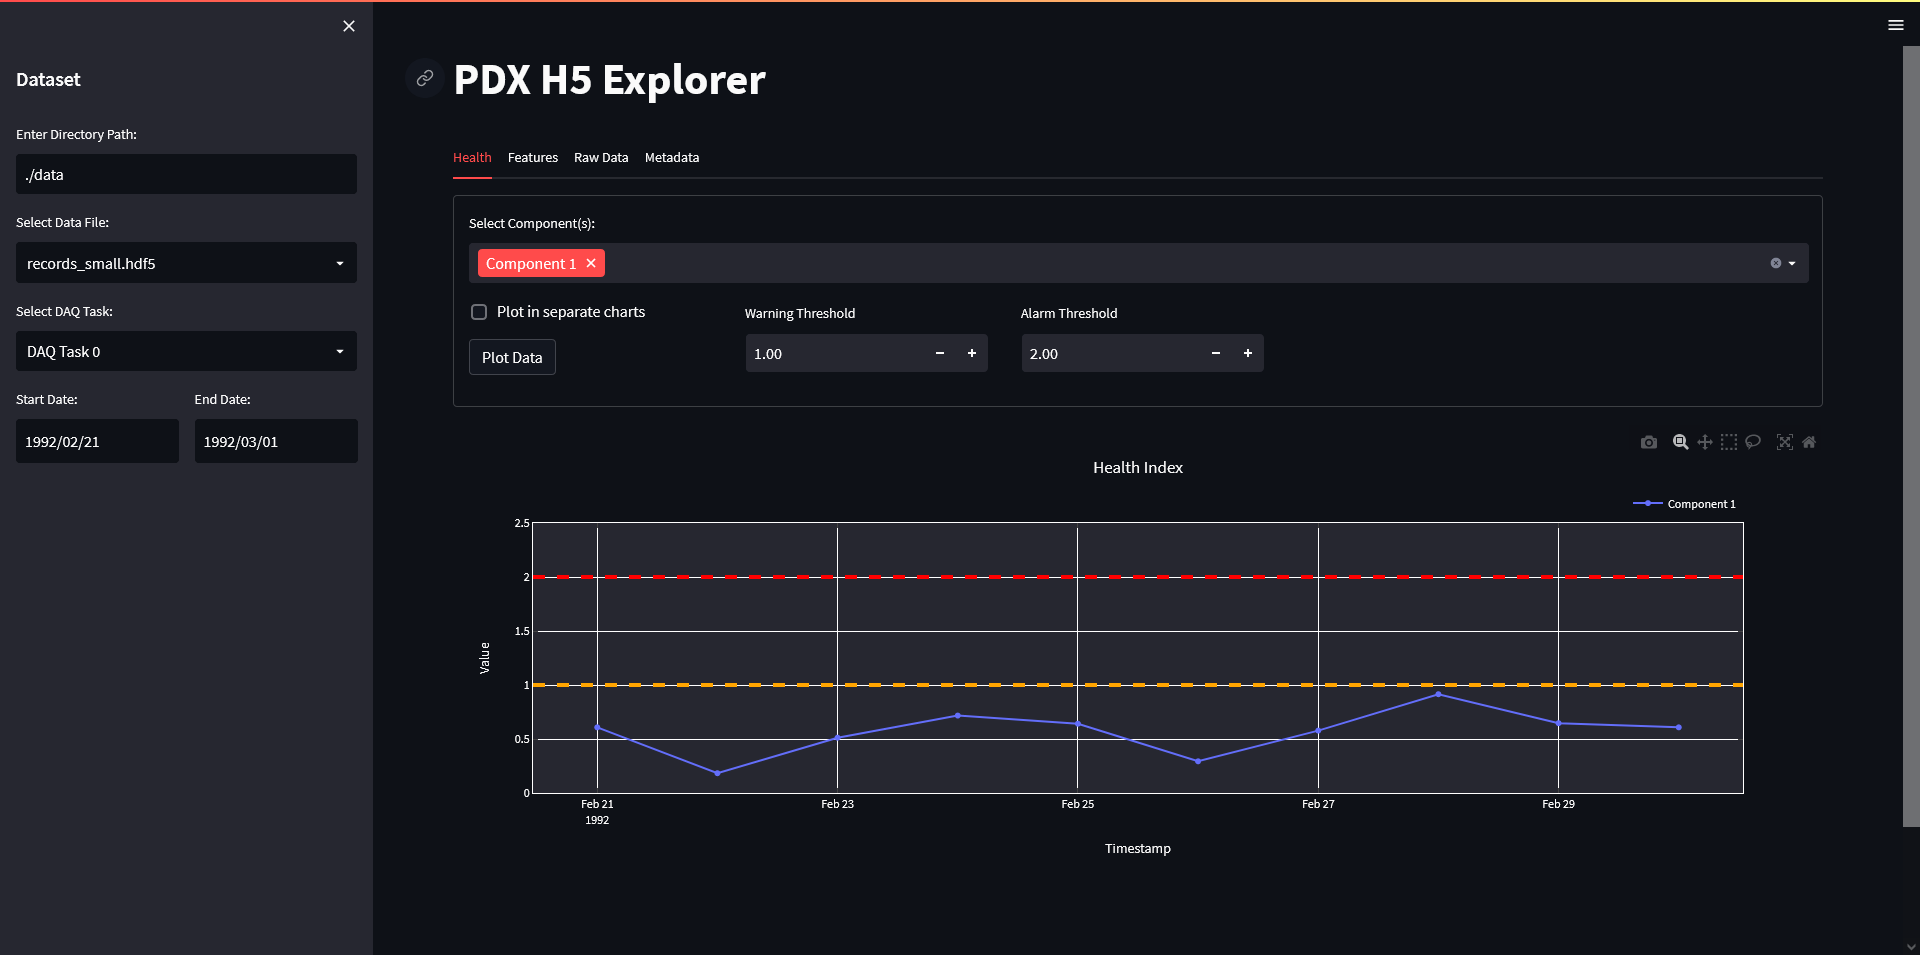 Dataset
Enter Directory Path:
./data
Select Data File:
records_small.hdf5
Select DAQ Task:
DAQ Task 0
Start Date: End Date:
1992/02/21 1992/03/01
PDX H5 Explorer
Health Features Raw Data Metadata
Select Component(s):
Component 1
Plot in separate charts
Plot Data
Warning Threshold
1.00
Alarm Threshold
2.00
Health Index
Component 1
2.5
2
1.5
1
0.5
0
Value
Feb 21 Feb 23 Feb 25 Feb 27 Feb 29
1992
Timestamp